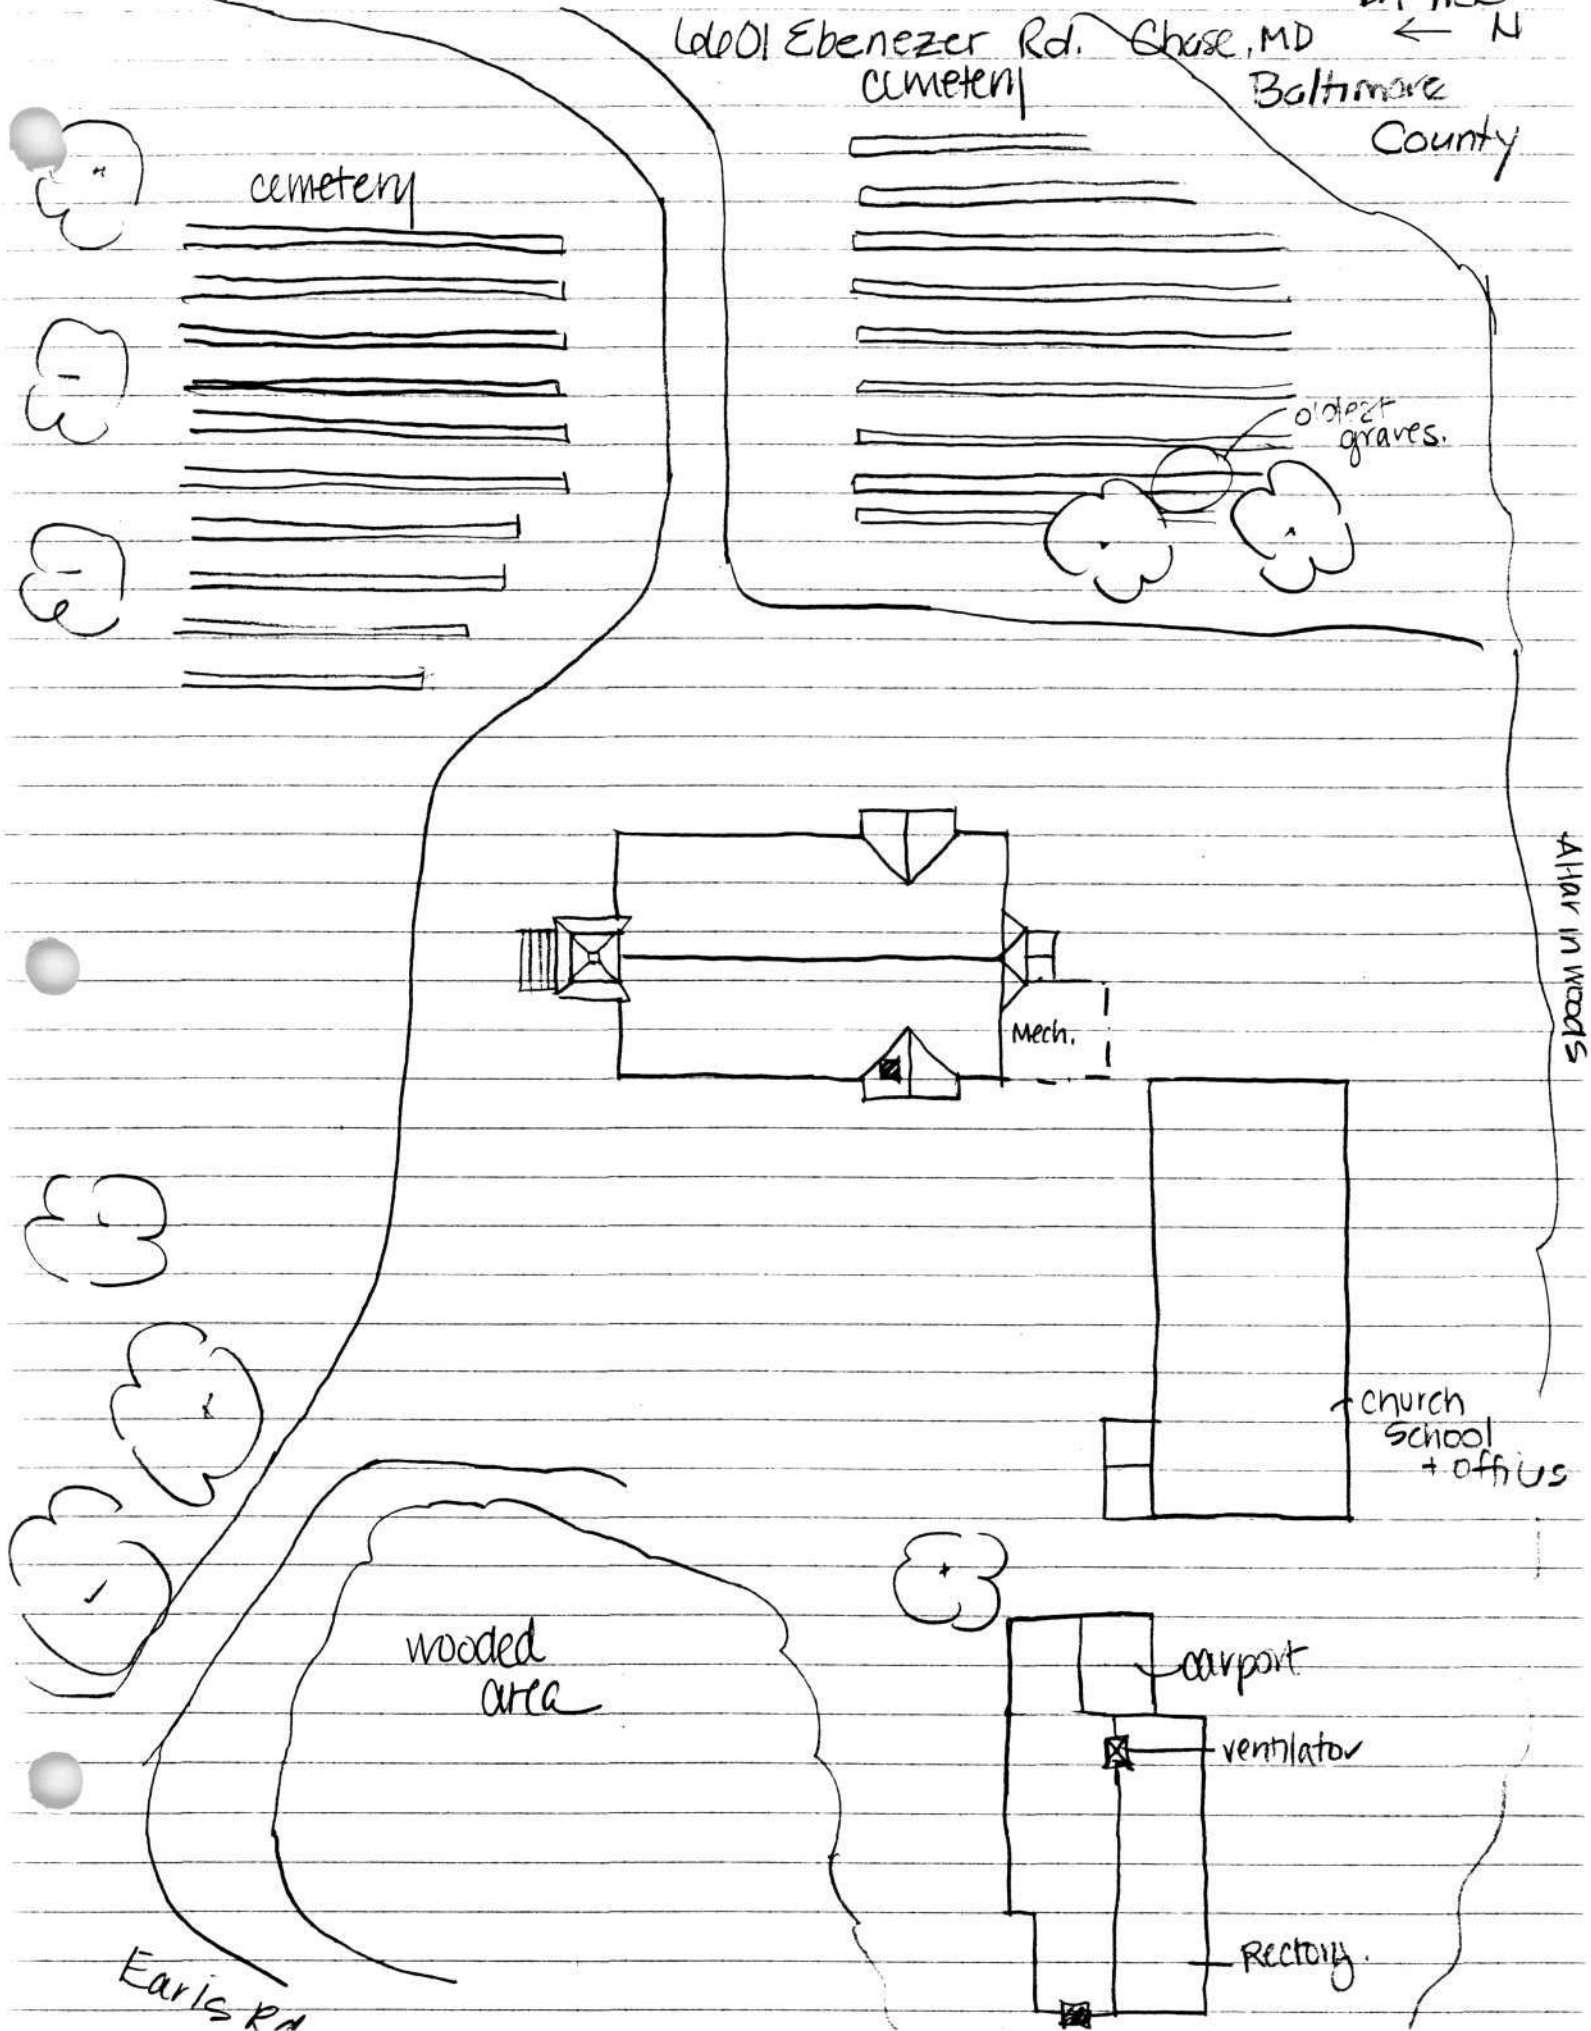 6601 Ebenezer Rd. Chase, MD ← N
Baltimore
County
cemetery
cemetery
oldest
graves.
Altar in Woods
Mech.
church
School
+ offices
wooded
area
carport
ventilator
Rectory.
Earls Rd